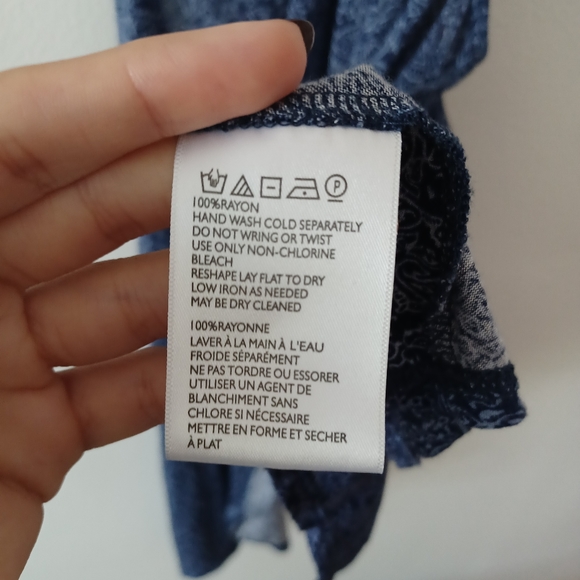 P
100%RAYON
HAND WASH COLD SEPARATELY
DO NOT WRING OR TWIST
USE ONLY NON-CHLORINE
BLEACH
RESHAPE LAY FLAT TO DRY
LOW IRON AS NEEDED
MAY BE DRY CLEANED
100%RAYONNE
LAVER À LA MAIN À L'EAU
FROIDE SÉPARÉMENT
NE PAS TORDRE OU ESSORER
UTILISER UN AGENT DE
BLANCHIMENT SANS
CHLORE SI NÉCESSAIRE
METTRE EN FORME ET SECHER
À PLAT